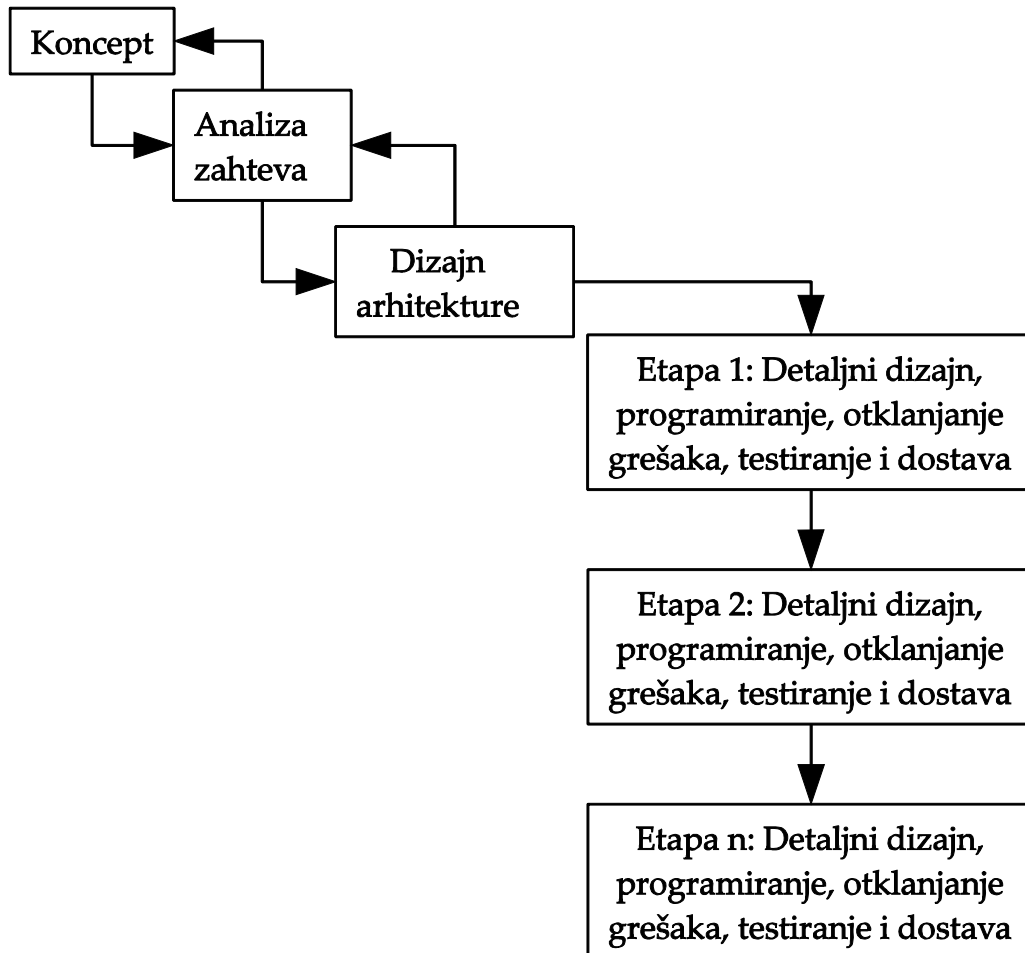 Koncept
Analiza
zahteva
Dizajn
arhitekture
Etapa 1: Detaljni dizajn,
programiranje, otklanjanje
grešaka, testiranje i dostava
Etapa 2: Detaljni dizajn,
programiranje, otklanjanje
grešaka, testiranje i dostava
Etapa n: Detaljni dizajn,
programiranje, otklanjanje
grešaka, testiranje i dostava